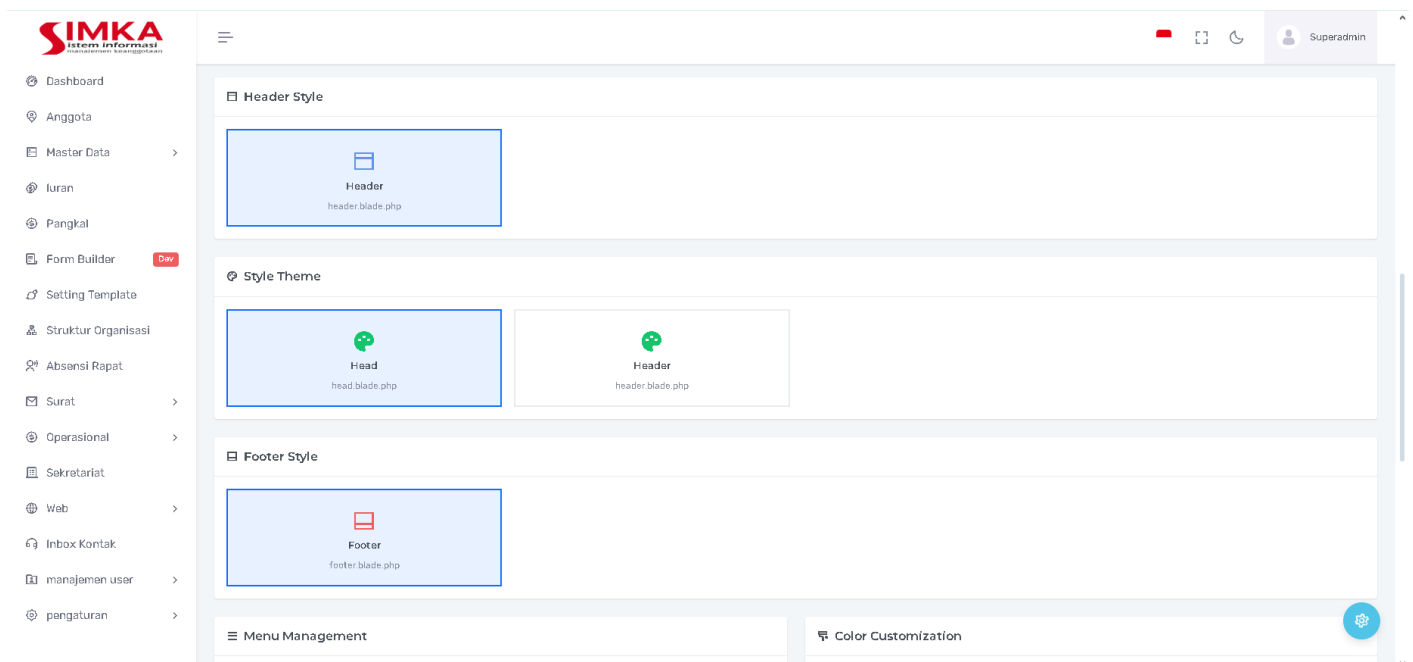 SIMKA
istem informasi
manajemen keanggotaan
Superadmin
Dashboard
Anggota
Master Data
Iuran
Pangkal
Form Builder Dev
Setting Template
Struktur Organisasi
Absensi Rapat
Surat
Operasional
Sekretariat
Web
Inbox Kontak
manajemen user
pengaturan
Header Style
Header
header.blade.php
Style Theme
Head
head.blade.php
Header
header.blade.php
Footer Style
Footer
footer.blade.php
Menu Management
Color Customization